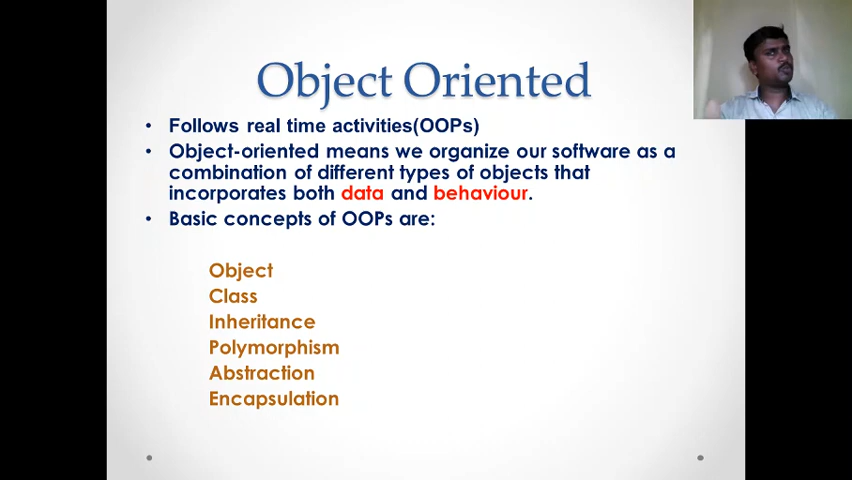 Object Oriented
• Follows real time activities(OOPs)
• Object-oriented means we organize our software as a
combination of different types of objects that
incorporates both data and behaviour.
• Basic concepts of OOPs are:
Object
Class
Inheritance
Polymorphism
Abstraction
Encapsulation